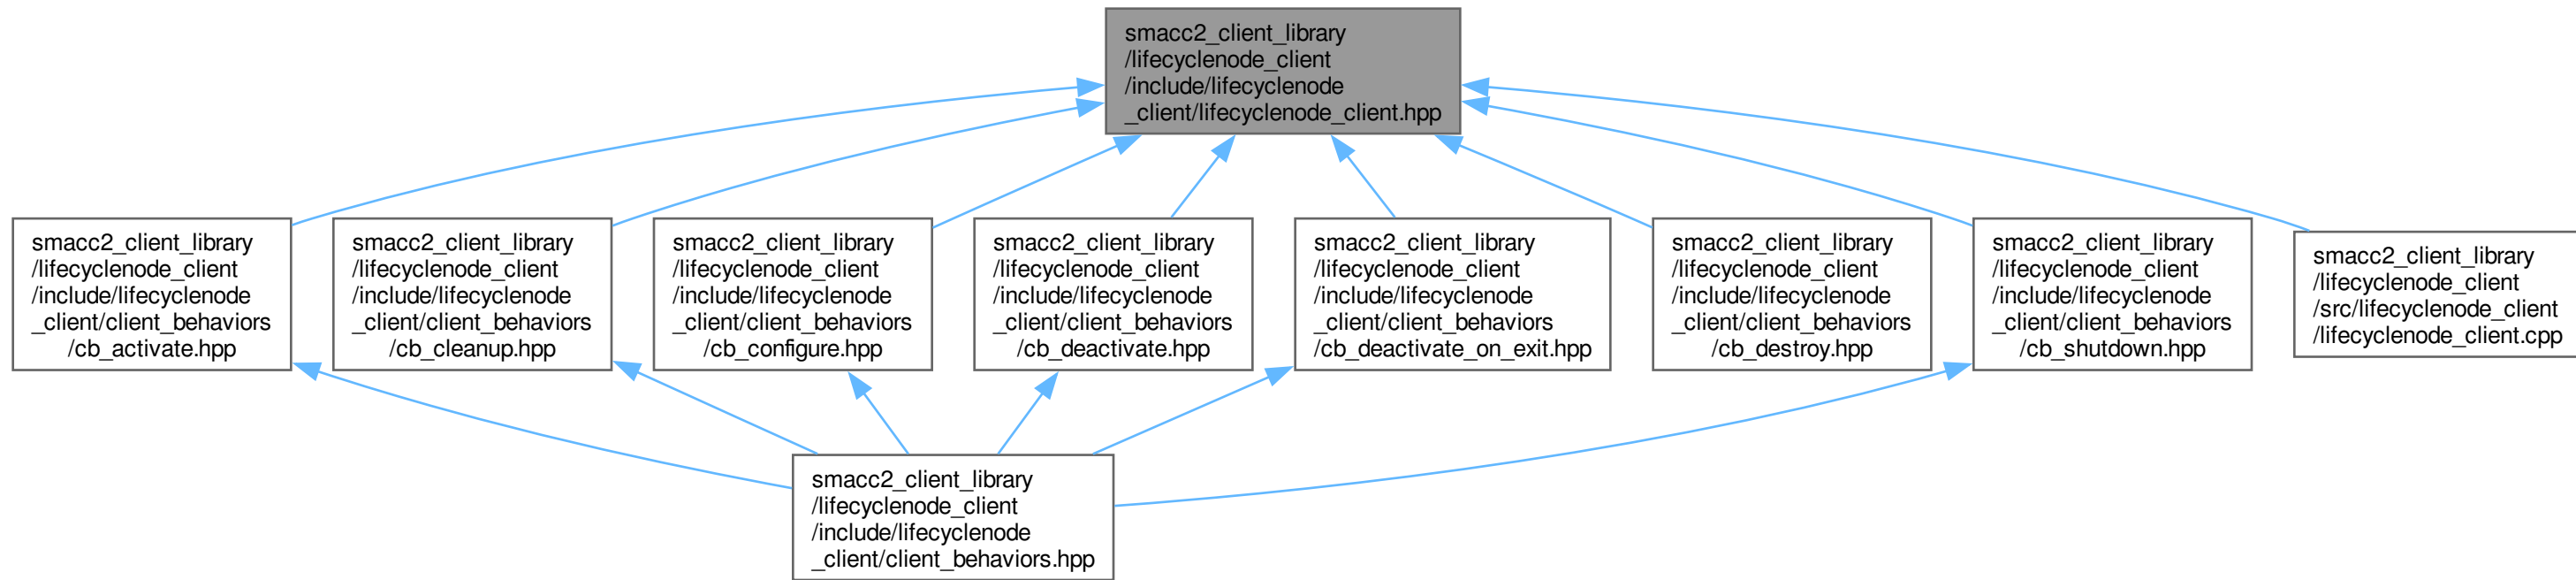 smacc2_client_library
/lifecyclenode_client
/include/lifecyclenode
_client/lifecyclenode_client.hpp
smacc2_client_library
/lifecyclenode_client
/include/lifecyclenode
_client/client_behaviors
/cb_activate.hpp
smacc2_client_library
/lifecyclenode_client
/include/lifecyclenode
_client/client_behaviors
/cb_cleanup.hpp
smacc2_client_library
/lifecyclenode_client
/include/lifecyclenode
_client/client_behaviors
/cb_configure.hpp
smacc2_client_library
/lifecyclenode_client
/include/lifecyclenode
_client/client_behaviors
/cb_deactivate.hpp
smacc2_client_library
/lifecyclenode_client
/include/lifecyclenode
_client/client_behaviors
/cb_deactivate_on_exit.hpp
smacc2_client_library
/lifecyclenode_client
/include/lifecyclenode
_client/client_behaviors
/cb_destroy.hpp
smacc2_client_library
/lifecyclenode_client
/include/lifecyclenode
_client/client_behaviors
/cb_shutdown.hpp
smacc2_client_library
/lifecyclenode_client
/src/lifecyclenode_client
/lifecyclenode_client.cpp
smacc2_client_library
/lifecyclenode_client
/include/lifecyclenode
_client/client_behaviors.hpp